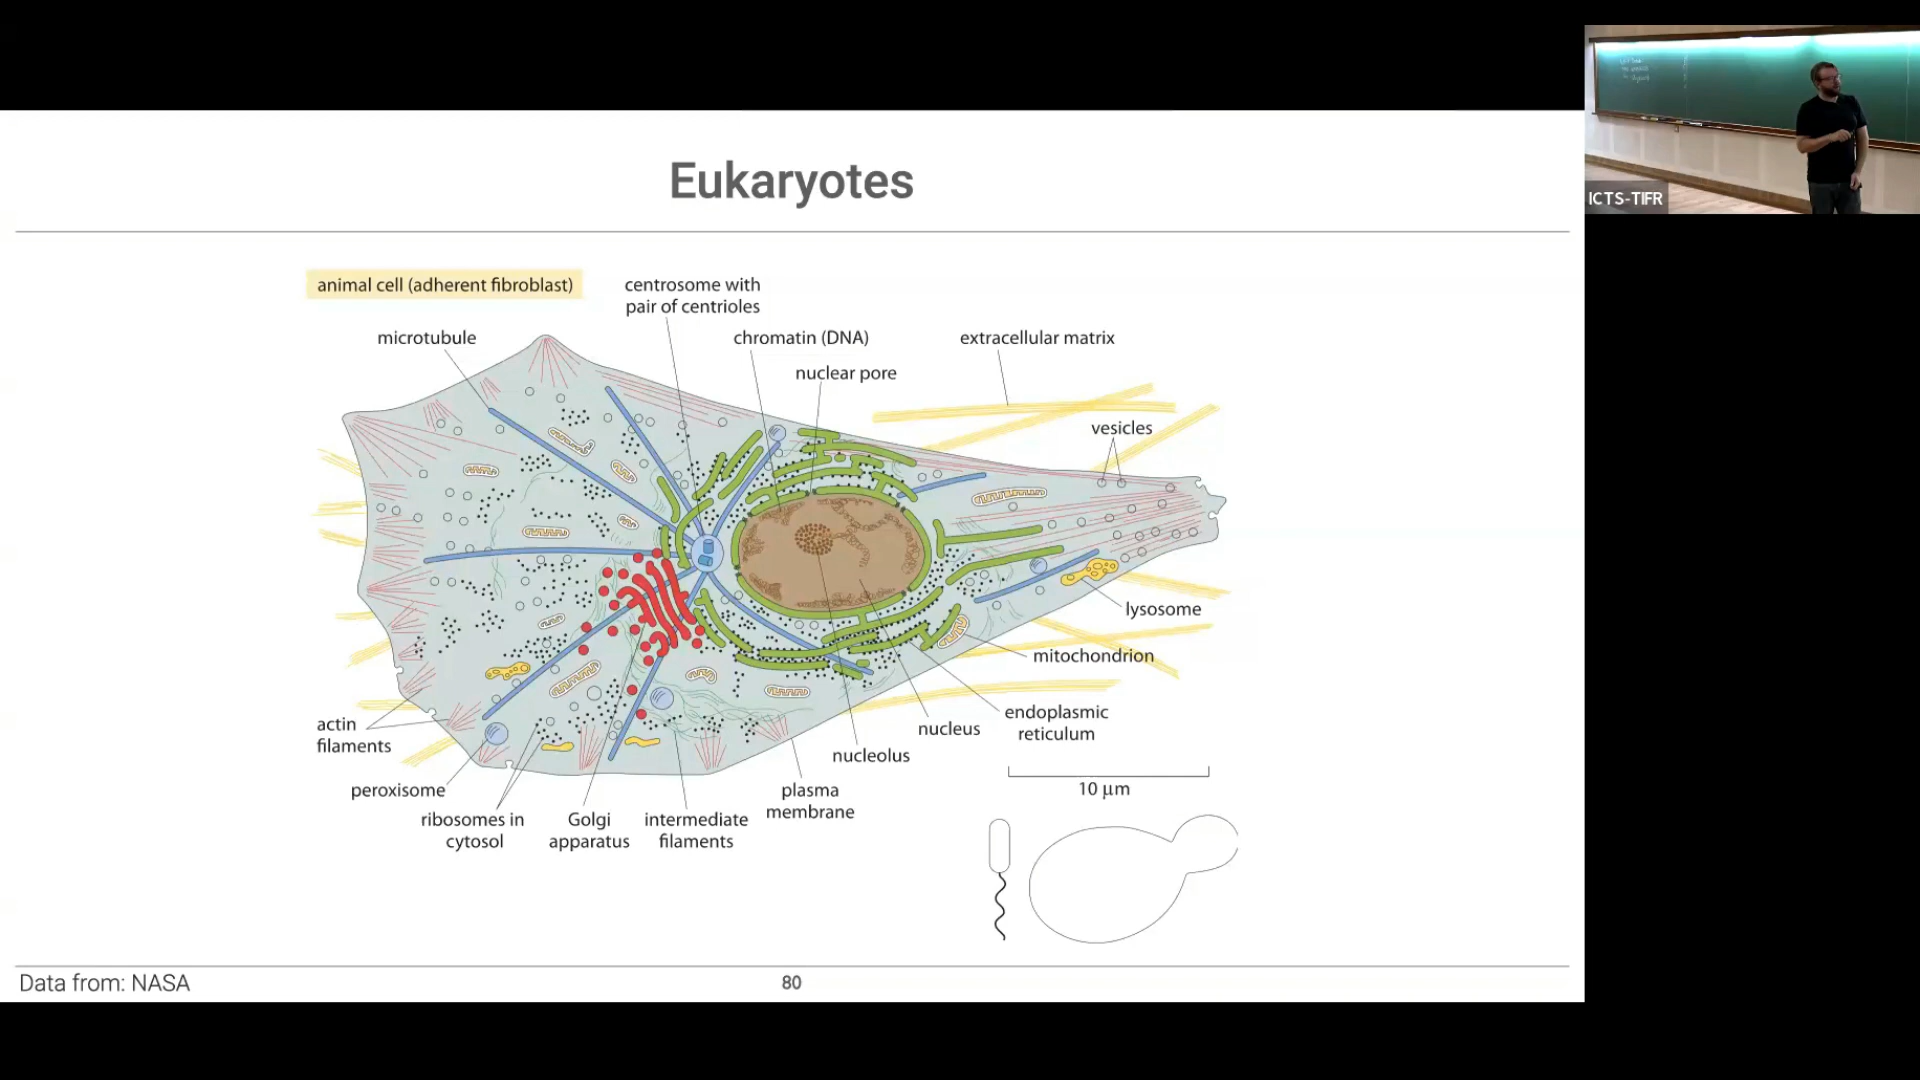 Eukaryotes
animal cell (adherent fibroblast)
centrosome with
pair of centrioles
microtubule
chromatin (DNA)
extracellular matrix
nuclear pore
vesicles
lysosome
mitochondrion
endoplasmic
reticulum
nucleus
nucleolus
actin
filaments
peroxisome
plasma
membrane
10 µm
ribosomes in
cytosol
Golgi
apparatus
intermediate
filaments
Data from: NASA
80
ICTS-TIFR